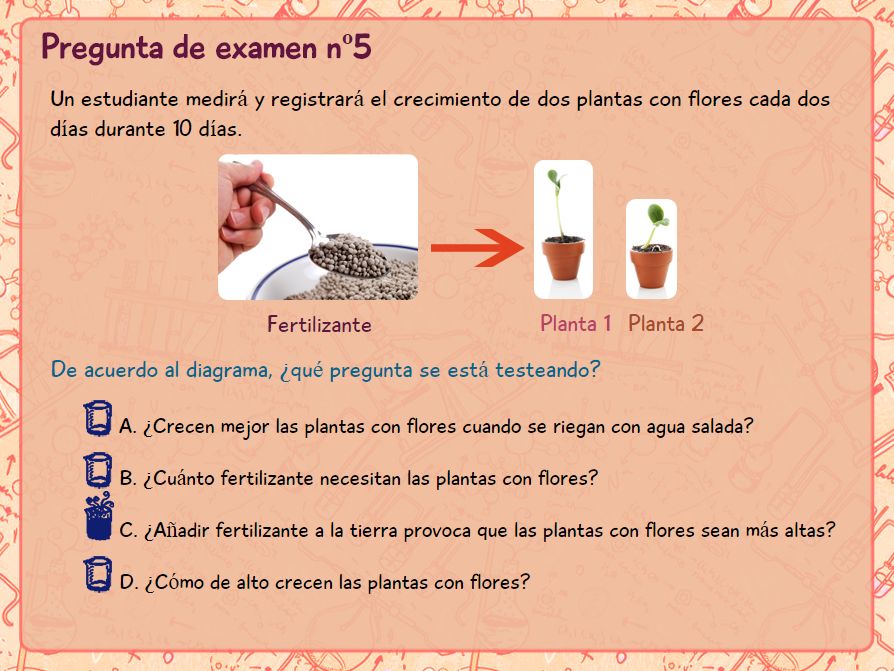 Pregunta de examen nº5
Un estudiante medirá y registrará el crecimiento de dos plantas con flores cada dos
días durante 10 días.
Fertilizante
Planta 1
Planta 2
De acuerdo al diagrama, ¿qué pregunta se está testeando?
A. ¿Crecen mejor las plantas con flores cuando se riegan con agua salada?
B. ¿Cuánto fertilizante necesitan las plantas con flores?
C. ¿Añadir fertilizante a la tierra provoca que las plantas con flores sean más altas?
D. ¿Cómo de alto crecen las plantas con flores?